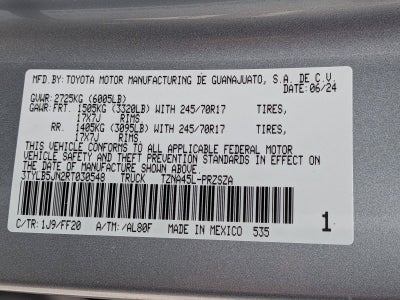 MFD.BY:TOYOTA MOTOR MANUFACTURING DE GUANAJUATO, S.A. DE C.V.
DATE:06/24
GVWR:2725KG (6005LB)
GAWR:FRT. 1505KG (3320LB) WITH 245/70R17 TIRES,
17X7J RIMS
RR. 1405KG (3095LB) WITH 245/70R17 TIRES,
17X7J RIMS
THIS VEHICLE CONFORMS TO ALL APPLICABLE FEDERAL MOTOR
VEHICLE SAFETY AND THEFT PREVENTION STANDARDS IN EFFECT ON
THE DATE OF MANUFACTURE SHOWN ABOVE.
3TYLB5JN2RT030548 TRUCK TZNA45L-PRZSZA
C/TR:1J9/FF20 A/TM:/AL80F MADE IN MEXICO 535
1